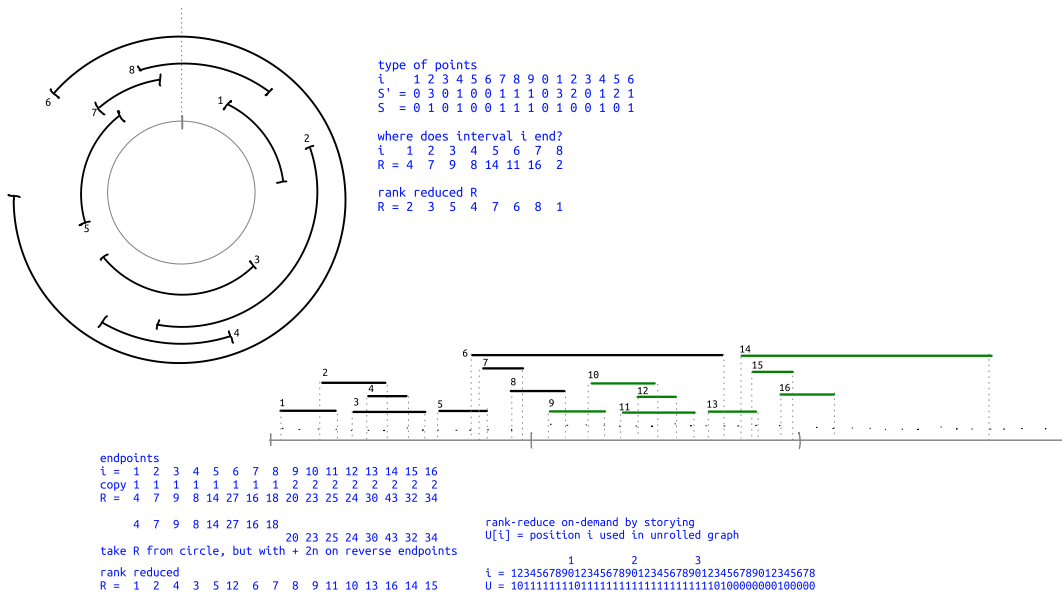 6
8
7
1
2
5
3
4
type of points
i    1 2 3 4 5 6 7 8 9 0 1 2 3 4 5 6
S' = 0 3 0 1 0 0 1 1 1 0 3 2 0 1 2 1
S  = 0 1 0 1 0 0 1 1 1 0 1 0 0 1 0 1
where does interval i end?
i   1  2  3  4  5  6  7  8
R = 4  7  9  8 14 11 16  2
rank reduced R
R = 2  3  5  4  7  6  8  1
1
2
3
4
5
6
7
8
9
10
11
12
13
14
15
16
endpoints
i =  1  2  3  4  5  6  7  8  9 10 11 12 13 14 15 16
copy 1  1  1  1  1  1  1  1  2  2  2  2  2  2  2  2
R =  4  7  9  8 14 27 16 18 20 23 25 24 30 43 32 34
4  7  9  8 14 27 16 18
20 23 25 24 30 43 32 34
take R from circle, but with + 2n on reverse endpoints
rank reduced
R =  1  2  4  3  5 12  6  7  8  9 11 10 13 16 14 15
rank-reduce on-demand by storying
U[i] = position i used in unrolled graph
1         2         3
i = 123456789012345678901234567890123456789012345678
U = 101111111101111111111111111111110100000000100000